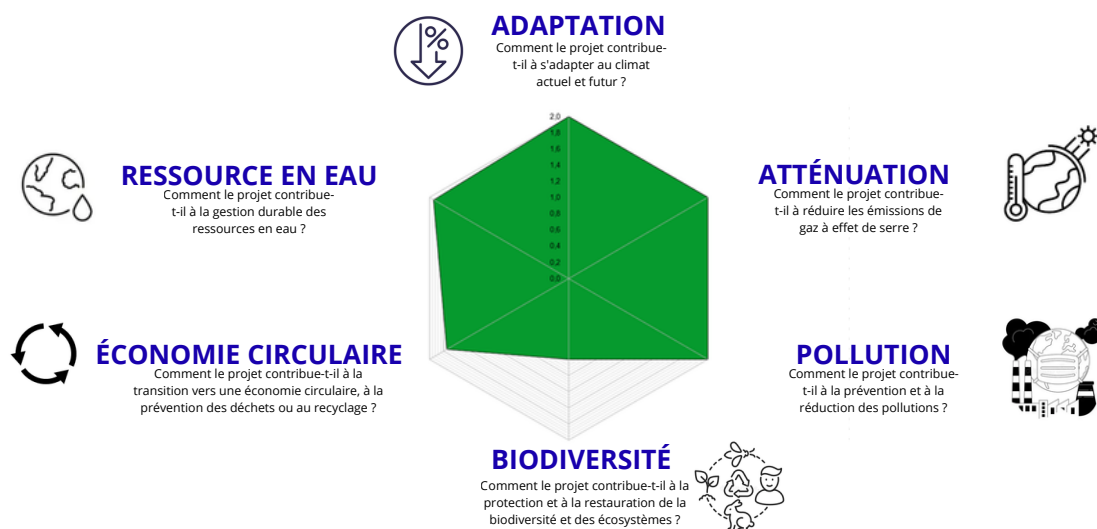 %
ADAPTATION
Comment le projet contribue-
t-il à s'adapter au climat
actuel et futur ?
RESSOURCE EN EAU
Comment le projet contribue-
t-il à la gestion durable des
ressources en eau ?
ATTÉNUATION
Comment le projet contribue-
t-il à réduire les émissions de
gaz à effet de serre ?
2,0
1,8
1,6
1,4
1,2
1,0
0,8
0,6
0,4
0,2
0,0
ÉCONOMIE CIRCULAIRE
Comment le projet contribue-t-il à la
transition vers une économie circulaire, à la
prévention des déchets ou au recyclage ?
POLLUTION
Comment le projet contribue-
t-il à la prévention et à la
réduction des pollutions ?
BIODIVERSITÉ
Comment le projet contribue-t-il à la
protection et à la restauration de la
biodiversité et des écosystèmes ?